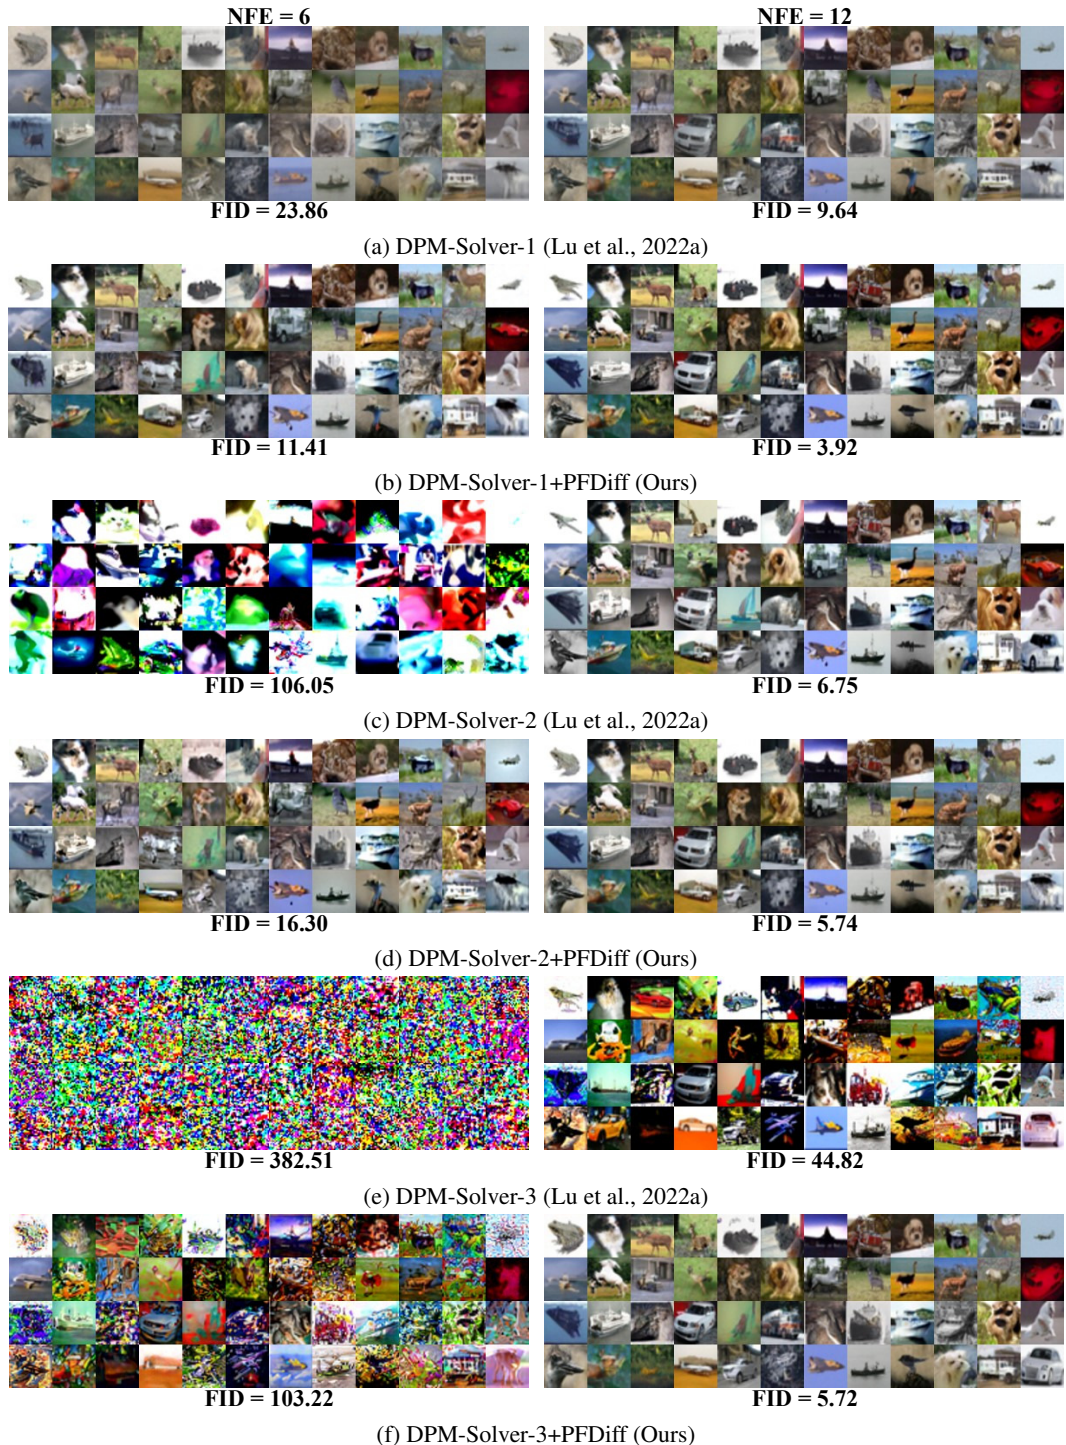 NFE = 6
NFE = 12
FID = 23.86
FID = 9.64
(a) DPM-Solver-1 (Lu et al., 2022a)
FID = 11.41
FID = 3.92
(b) DPM-Solver-1+PFDiff (Ours)
FID = 106.05
FID = 6.75
(c) DPM-Solver-2 (Lu et al., 2022a)
FID = 16.30
FID = 5.74
(d) DPM-Solver-2+PFDiff (Ours)
FID = 382.51
FID = 44.82
(e) DPM-Solver-3 (Lu et al., 2022a)
FID = 103.22
FID = 5.72
(f) DPM-Solver-3+PFDiff (Ours)